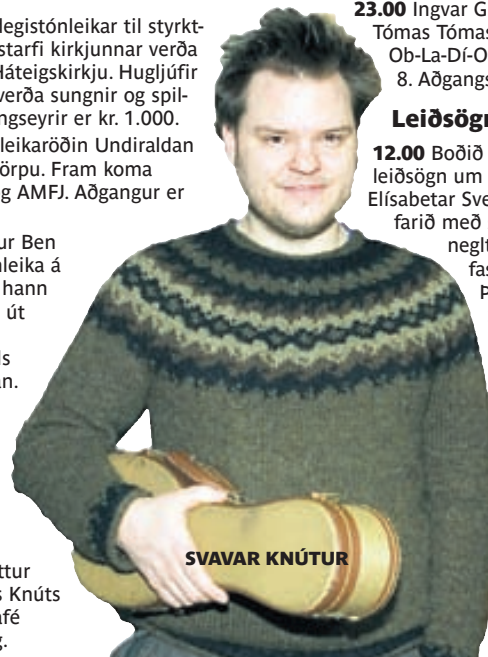 legistónleikar til styrkt-
starfi kirkjunnar verða
Háteigskirkju. Hugljúfir
verða sungnir og spil-
ngseyrir er kr. 1.000.
leikaröðin Undiraldan
örpu. Fram koma
g AMFJ. Aðgangur er
ur Ben
leika á
hann
út
ls
n.
ttur
s Knúts
afé
g.
SVAVAR KNÚTUR
23.00 Ingvar G
Tómas Tómas
Ob-La-Dí-O
8. Aðgangs
Leiðsögn
12.00 Boðið
leiðsögn um
Elísabetar Sve
farið með
neglt
fas
Þ